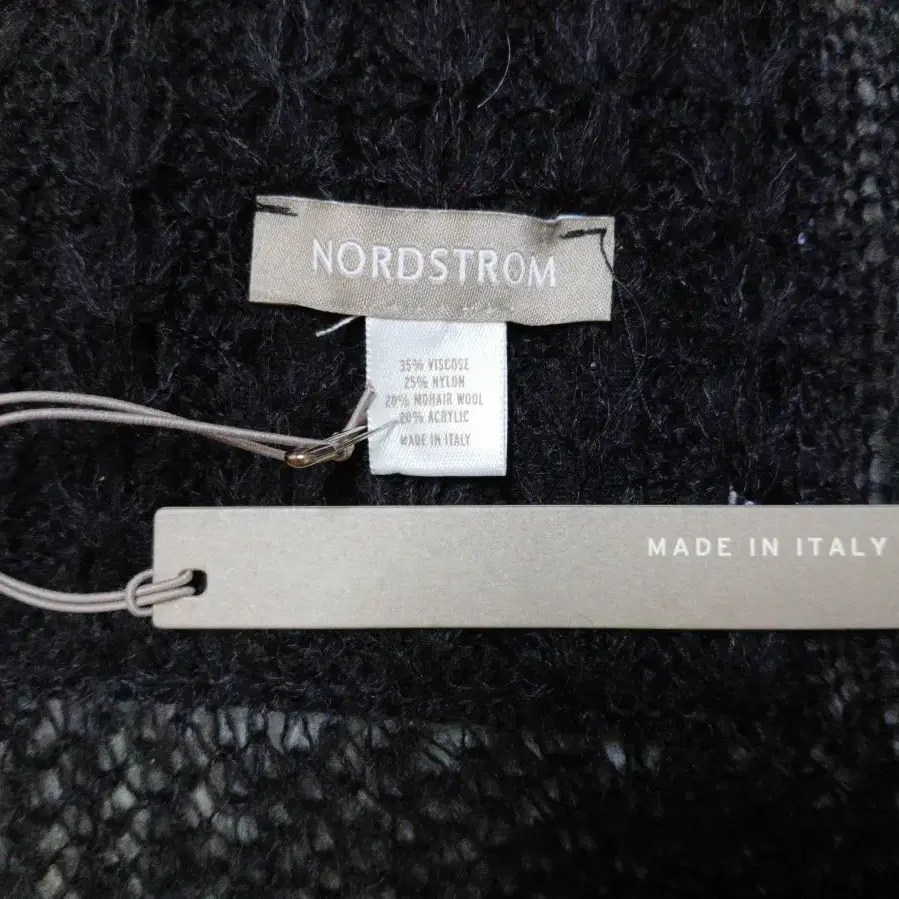 NORDSTROM
35% VISCOSE
25% NYLON
20% MOHAIR WOOL
20% ACRYLIC
MADE IN ITALY
MADE IN ITALY